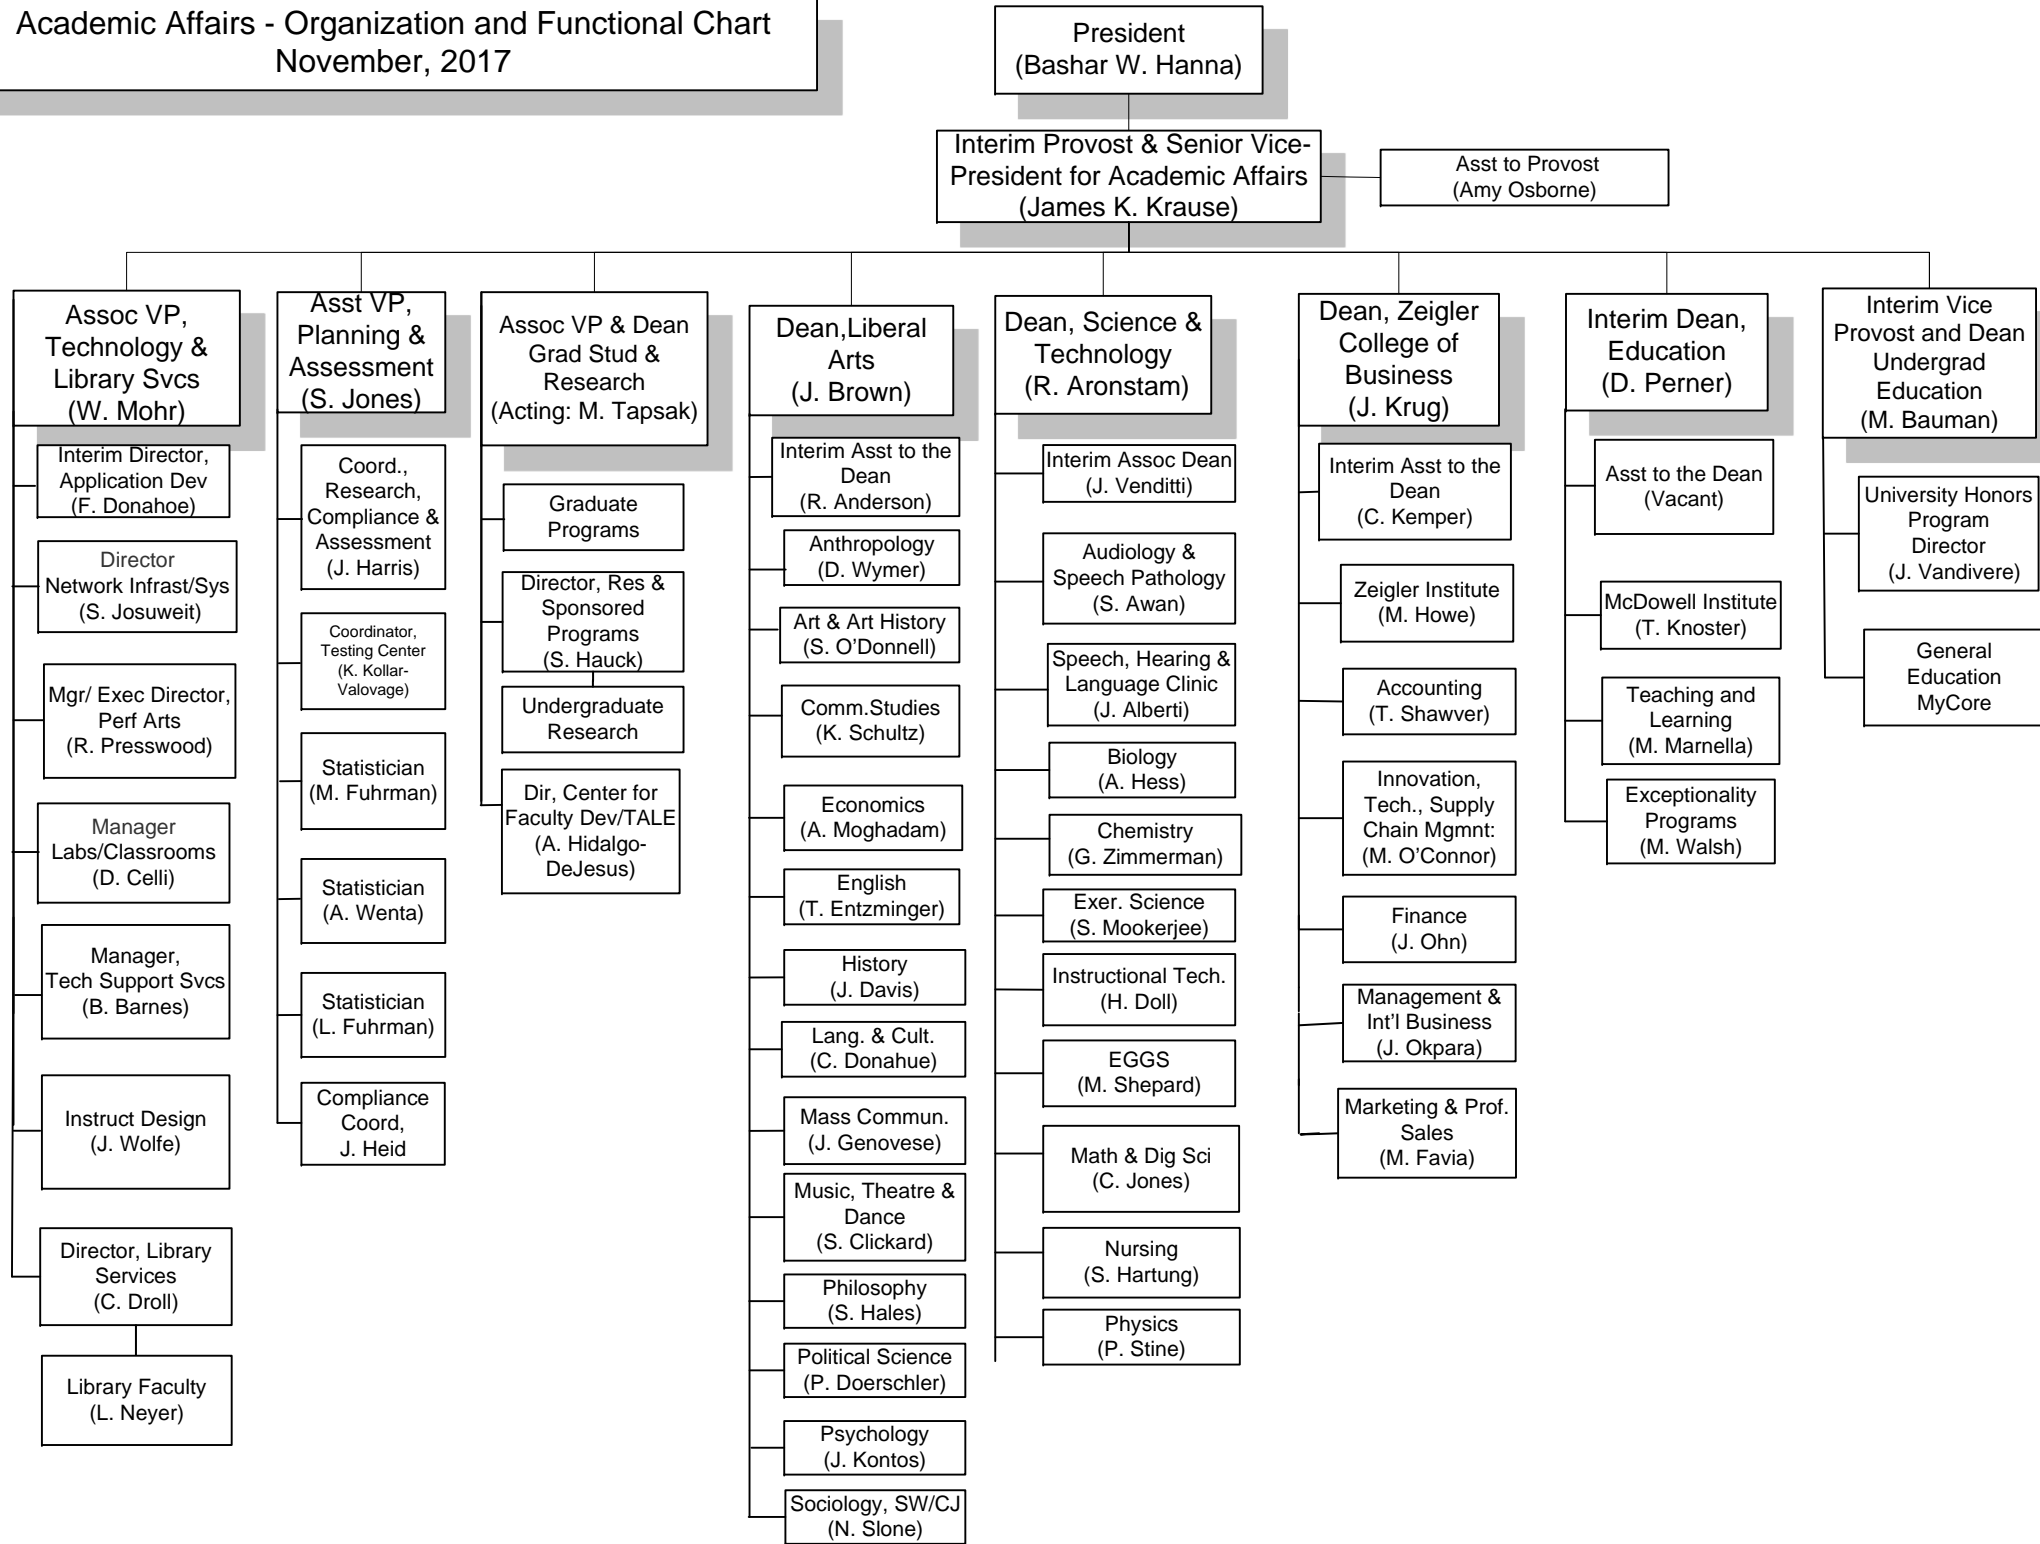 Academic Affairs - Organization and Functional Chart
November, 2017
President
(Bashar W. Hanna)
Interim Provost & Senior Vice-
President for Academic Affairs
(James K. Krause)
Asst to Provost
(Amy Osborne)
Assoc VP,
Technology &
Library Svcs
(W. Mohr)
Interim Director,
Application Dev
(F. Donahoe)
Director
Network Infrast/Sys
(S. Josuweit)
Mgr/ Exec Director,
Perf Arts
(R. Presswood)
Manager
Labs/Classrooms
(D. Celli)
Manager,
Tech Support Svcs
(B. Barnes)
Instruct Design
(J. Wolfe)
Director, Library
Services
(C. Droll)
Library Faculty
(L. Neyer)
Asst VP,
Planning &
Assessment
(S. Jones)
Coord.,
Research,
Compliance &
Assessment
(J. Harris)
Coordinator,
Testing Center
(K. Kollar-
Valovage)
Statistician
(M. Fuhrman)
Statistician
(A. Wenta)
Statistician
(L. Fuhrman)
Compliance
Coord,
J. Heid
Assoc VP & Dean
Grad Stud &
Research
(Acting: M. Tapsak)
Graduate
Programs
Director, Res &
Sponsored
Programs
(S. Hauck)
Undergraduate
Research
Dir, Center for
Faculty Dev/TALE
(A. Hidalgo-
DeJesus)
Dean,Liberal
Arts
(J. Brown)
Interim Asst to the
Dean
(R. Anderson)
Anthropology
(D. Wymer)
Art & Art History
(S. O’Donnell)
Comm.Studies
(K. Schultz)
Economics
(A. Moghadam)
English
(T. Entzminger)
History
(J. Davis)
Lang. & Cult.
(C. Donahue)
Mass Commun.
(J. Genovese)
Music, Theatre &
Dance
(S. Clickard)
Philosophy
(S. Hales)
Political Science
(P. Doerschler)
Psychology
(J. Kontos)
Sociology, SW/CJ
(N. Slone)
Dean, Science &
Technology
(R. Aronstam)
Interim Assoc Dean
(J. Venditti)
Audiology &
Speech Pathology
(S. Awan)
Speech, Hearing &
Language Clinic
(J. Alberti)
Biology
(A. Hess)
Chemistry
(G. Zimmerman)
Exer. Science
(S. Mookerjee)
Instructional Tech.
(H. Doll)
EGGS
(M. Shepard)
Math & Dig Sci
(C. Jones)
Nursing
(S. Hartung)
Physics
(P. Stine)
Dean, Zeigler
College of
Business
(J. Krug)
Interim Asst to the
Dean
(C. Kemper)
Zeigler Institute
(M. Howe)
Accounting
(T. Shawver)
Innovation,
Tech., Supply
Chain Mgmnt:
(M. O’Connor)
Finance
(J. Ohn)
Management &
Int’l Business
(J. Okpara)
Marketing & Prof.
Sales
(M. Favia)
Interim Dean,
Education
(D. Perner)
Asst to the Dean
(Vacant)
McDowell Institute
(T. Knoster)
Teaching and
Learning
(M. Marnella)
Exceptionality
Programs
(M. Walsh)
Interim Vice
Provost and Dean
Undergrad
Education
(M. Bauman)
University Honors
Program
Director
(J. Vandivere)
General
Education
MyCore